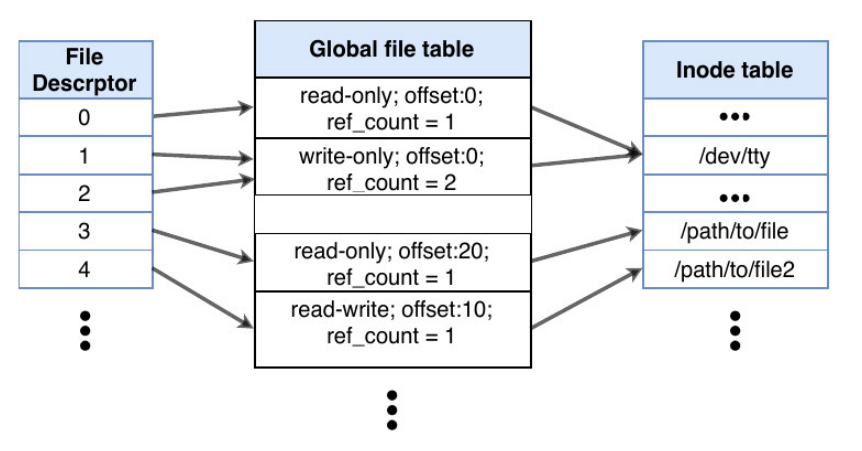 File
Descrptor
0
1
2
3
4
Global file table
read-only; offset:0;
ref_count = 1
write-only; offset:0;
ref_count = 2
read-only; offset:20;
ref_count = 1
read-write; offset:10;
ref_count = 1
Inode table
•••
/dev/tty
•••
/path/to/file
/path/to/file2